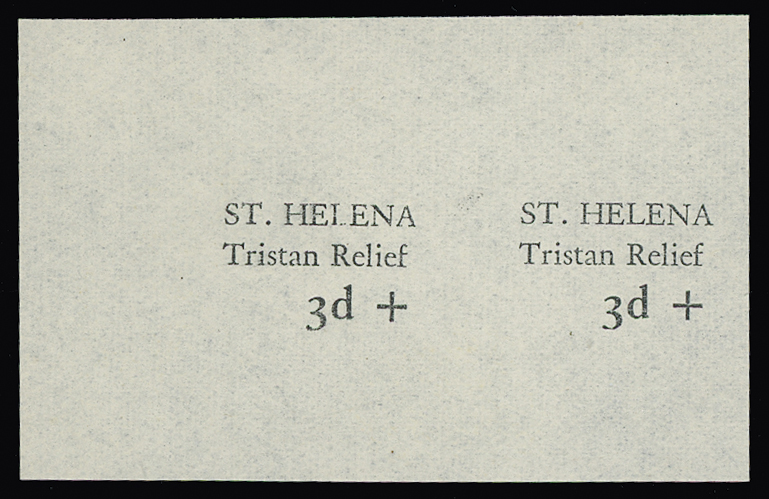 ST. HELENA ST. HELENA
Tristan Relief Tristan Relief
3d + 3d +